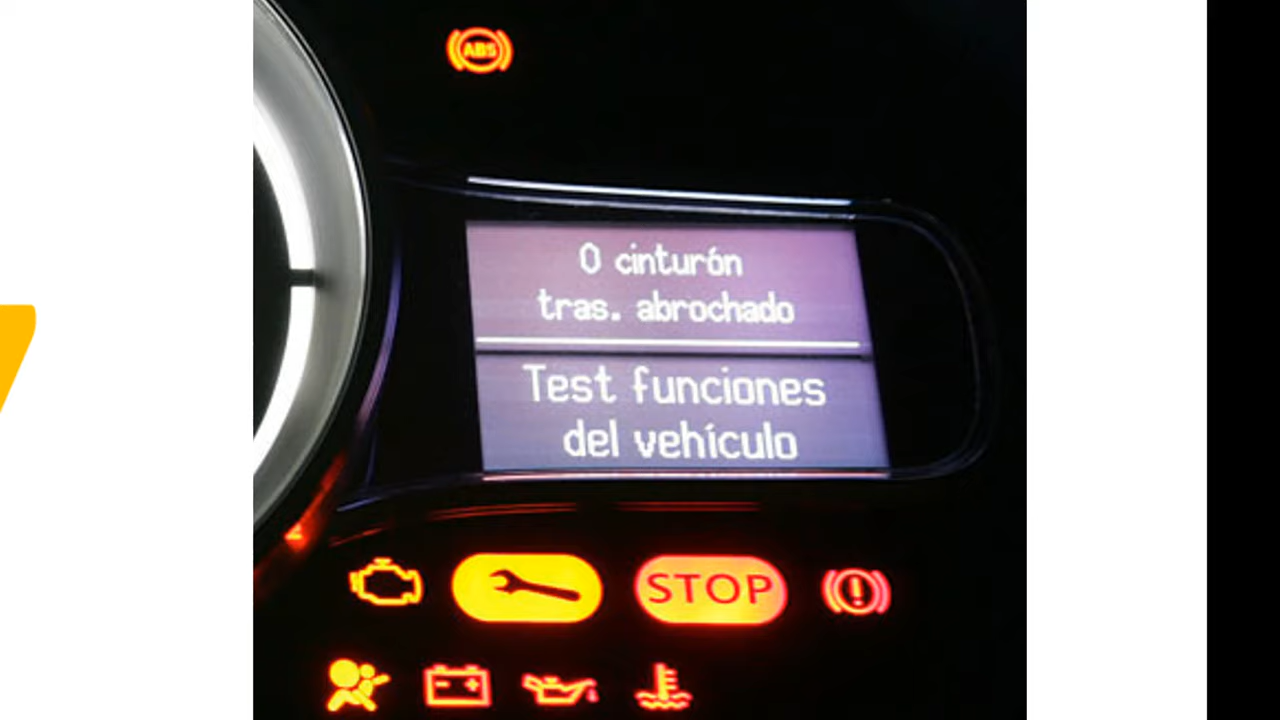 ABS
0 cinturón
tras. abrochado
Test funciones
del vehículo
STOP